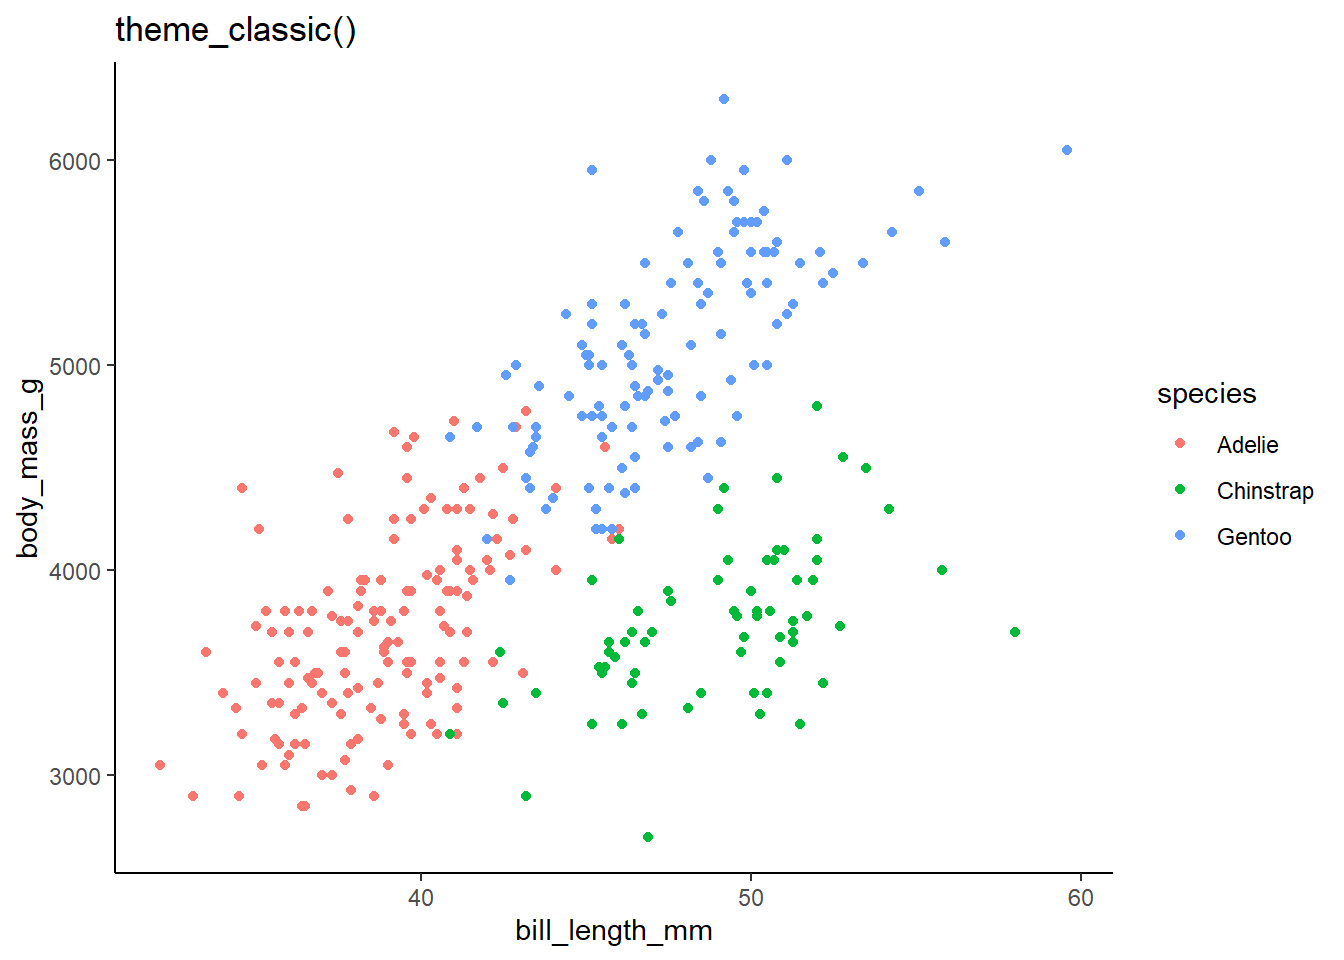 theme_classic()
6000
5000
4000
3000
body_mass_g
40
50
60
bill_length_mm
species
Adelie
Chinstrap
Gentoo